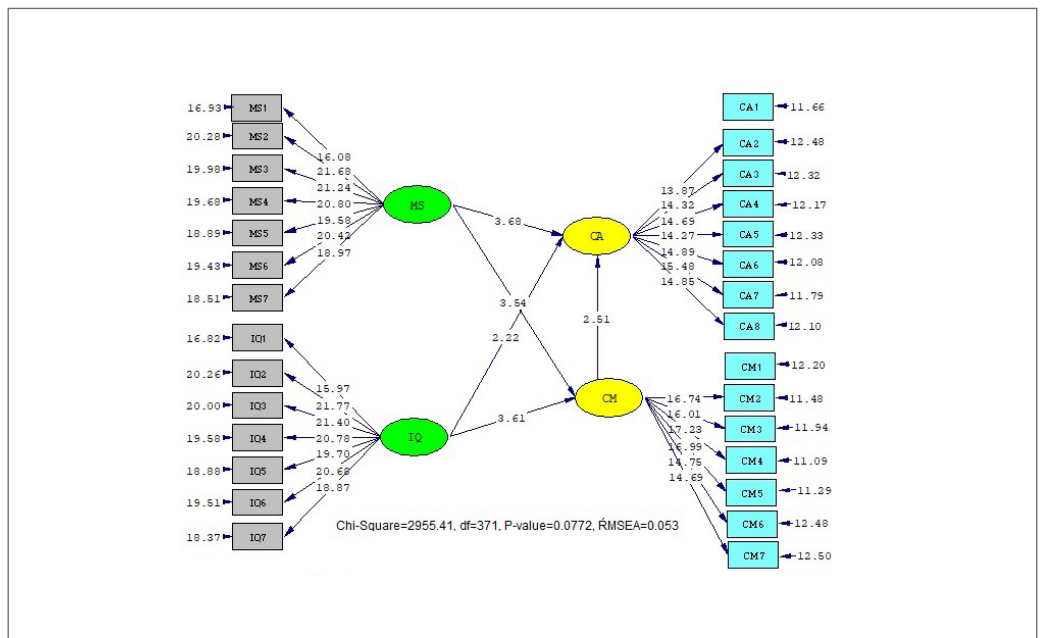 16.93 MS1
20.28 MS2
19.98 MS3
19.68 MS4
18.89 MS5
19.43 MS6
18.51 MS7
16.08
21.68
21.24
20.80
19.58
20.42
18.97
MS
16.82 IQ1
20.26 IQ2
20.00 IQ3
19.58 IQ4
18.88 IQ5
19.51 IQ6
18.37 IQ7
15.97
21.77
21.40
20.78
19.70
20.68
18.87
IQ
3.68
3.54
2.22
3.61
2.51
CA
13.87
14.32
14.69
14.27
14.89
15.48
14.85
CA1 11.66
CA2 12.48
CA3 12.32
CA4 12.17
CA5 12.33
CA6 12.08
CA7 11.79
CA8 12.10
CM
16.74
16.01
17.23
16.99
14.75
14.69
CM1 12.20
CM2 11.48
CM3 11.94
CM4 11.09
CM5 11.29
CM6 12.48
CM7 12.50
Chi-Square=2955.41, df=371, P-value=0.0772, ŔMSEA=0.053